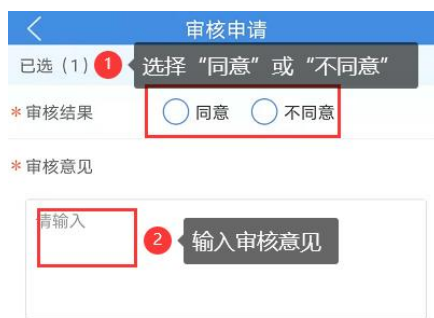 审核申请
已选（1） 1 选择“同意”或“不同意”
*审核结果 同意 不同意
*审核意见
请输入
2 输入审核意见